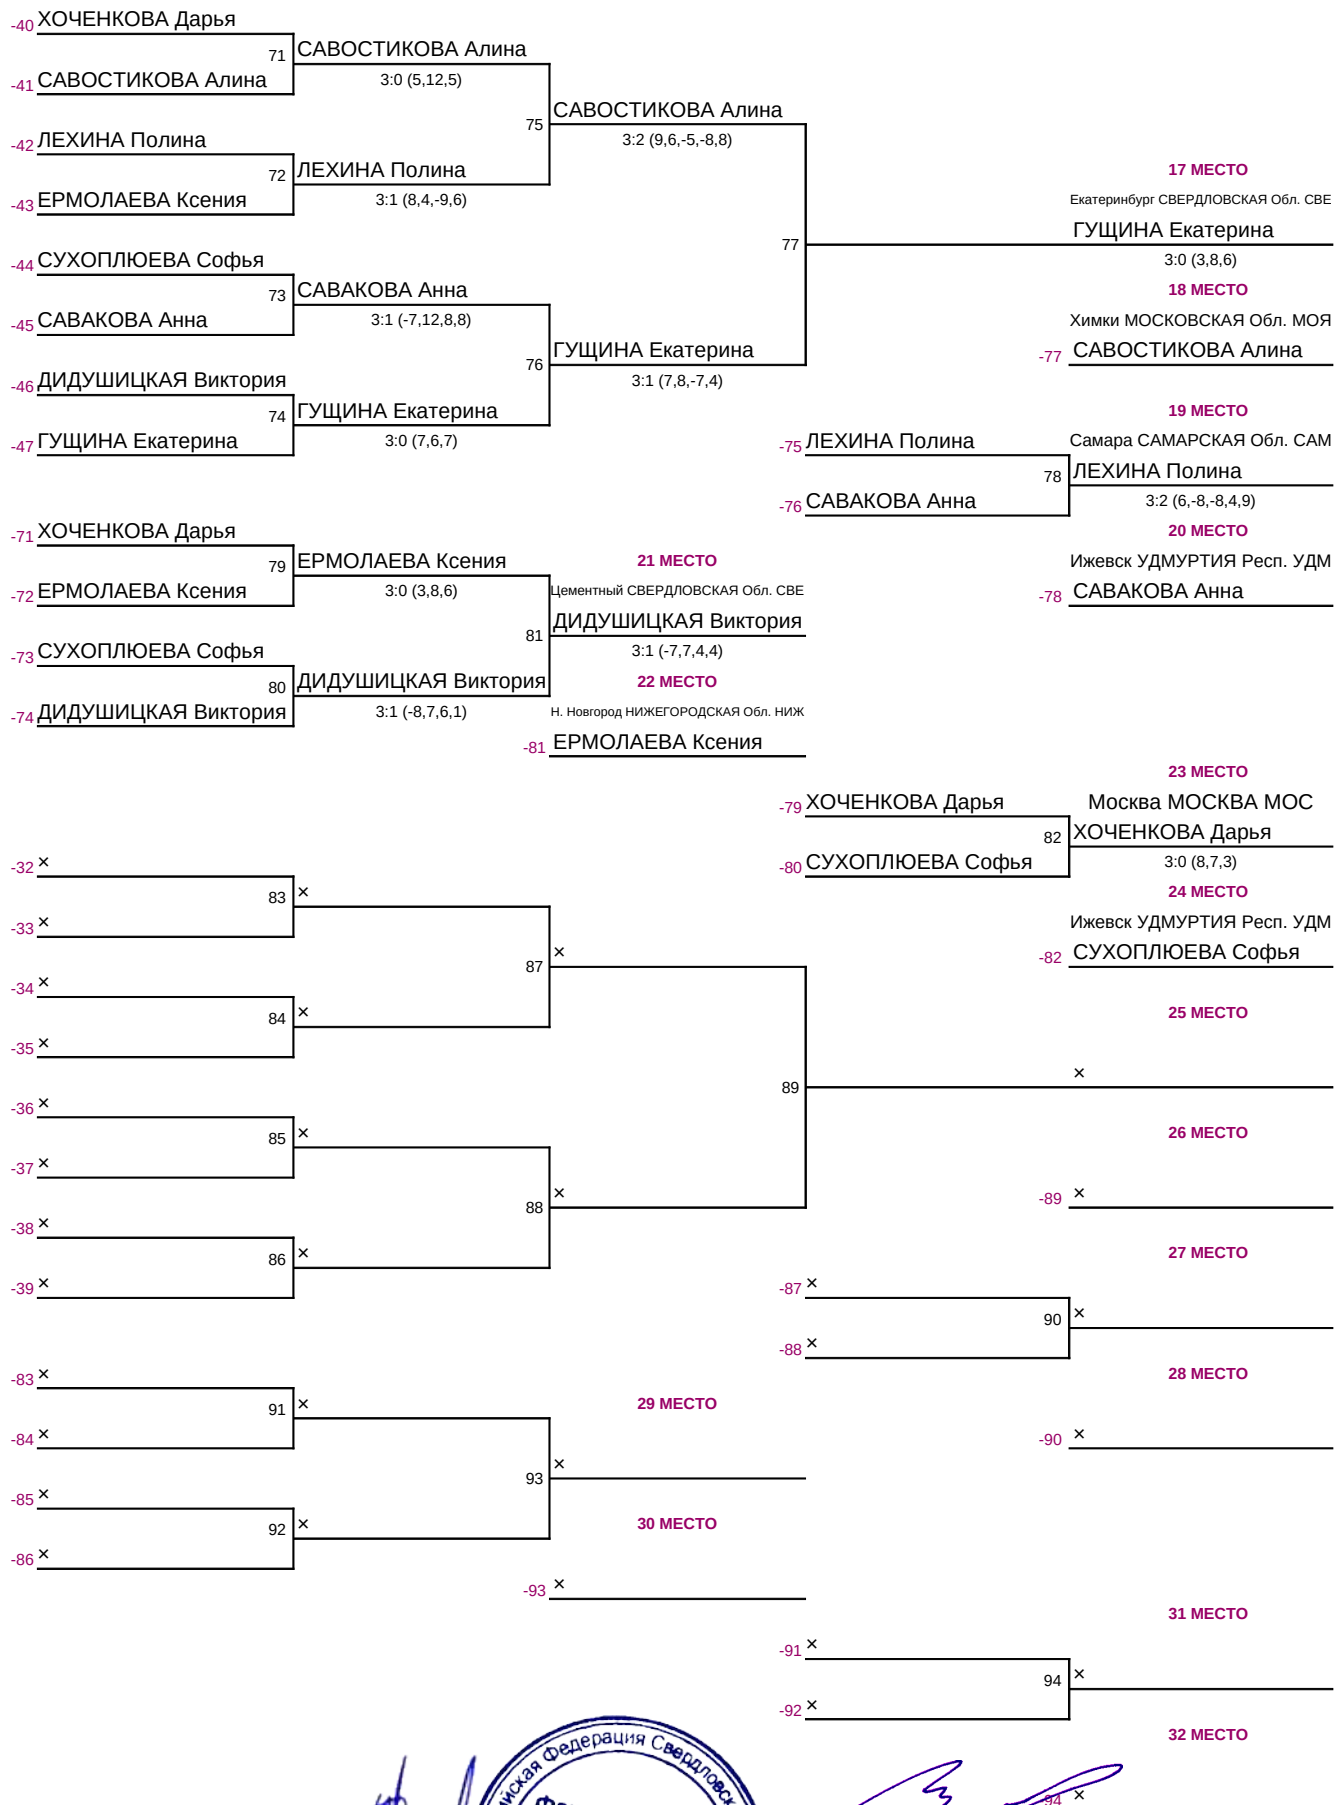 -40 ХОЧЕНКОВА Дарья
71 САВОСТИКОВА Алина
-41 САВОСТИКОВА Алина 3:0 (5,12,5)
75 САВОСТИКОВА Алина
-42 ЛЕХИНА Полина 3:2 (9,6,-5,-8,8)
72 ЛЕХИНА Полина
17 МЕСТО
-43 ЕРМОЛАЕВА Ксения 3:1 (8,4,-9,6) Екатеринбург СВЕРДЛОВСКАЯ Обл. СВЕ
77 ГУЩИНА Екатерина
-44 СУХОПЛЮЕВА Софья 3:0 (3,8,6)
73 САВАКОВА Анна 18 МЕСТО
-45 САВАКОВА Анна 3:1 (-7,12,8,8) Химки МОСКОВСКАЯ Обл. МОЯ
76 ГУЩИНА Екатерина -77 САВОСТИКОВА Алина
-46 ДИДУШИЦКАЯ Виктория 3:1 (7,8,-7,4)
74 ГУЩИНА Екатерина 19 МЕСТО
-47 ГУЩИНА Екатерина 3:0 (7,6,7) -75 ЛЕХИНА Полина Самара САМАРСКАЯ Обл. САМ
78 ЛЕХИНА Полина
-76 САВАКОВА Анна 3:2 (6,-8,-8,4,9)
-71 ХОЧЕНКОВА Дарья 20 МЕСТО
79 ЕРМОЛАЕВА Ксения 21 МЕСТО Ижевск УДМУРТИЯ Респ. УДМ
-72 ЕРМОЛАЕВА Ксения 3:0 (3,8,6) Цементный СВЕРДЛОВСКАЯ Обл. СВЕ -78 САВАКОВА Анна
81 ДИДУШИЦКАЯ Виктория
-73 СУХОПЛЮЕВА Софья 3:1 (-7,7,4,4)
80 ДИДУШИЦКАЯ Виктория 22 МЕСТО
-74 ДИДУШИЦКАЯ Виктория 3:1 (-8,7,6,1) Н. Новгород НИЖЕГОРОДСКАЯ Обл. НИЖ
-81 ЕРМОЛАЕВА Ксения
23 МЕСТО
-79 ХОЧЕНКОВА Дарья Москва МОСКВА МОС
82 ХОЧЕНКОВА Дарья
-32 × -80 СУХОПЛЮЕВА Софья 3:0 (8,7,3)
83 × 24 МЕСТО
-33 × Ижевск УДМУРТИЯ Респ. УДМ
87 × -82 СУХОПЛЮЕВА Софья
-34 ×
84 × 25 МЕСТО
-35 ×
89 ×
-36 ×
85 × 26 МЕСТО
-37 ×
88 × -89 ×
-38 ×
86 × 27 МЕСТО
-39 × -87 ×
90 ×
-88 ×
-83 × 28 МЕСТО
91 × 29 МЕСТО
-84 × -90 ×
93 ×
-85 ×
92 × 30 МЕСТО
-86 ×
-93 ×
31 МЕСТО
-91 ×
94 ×
-92 ×
32 МЕСТО
Федерация
-94 ×